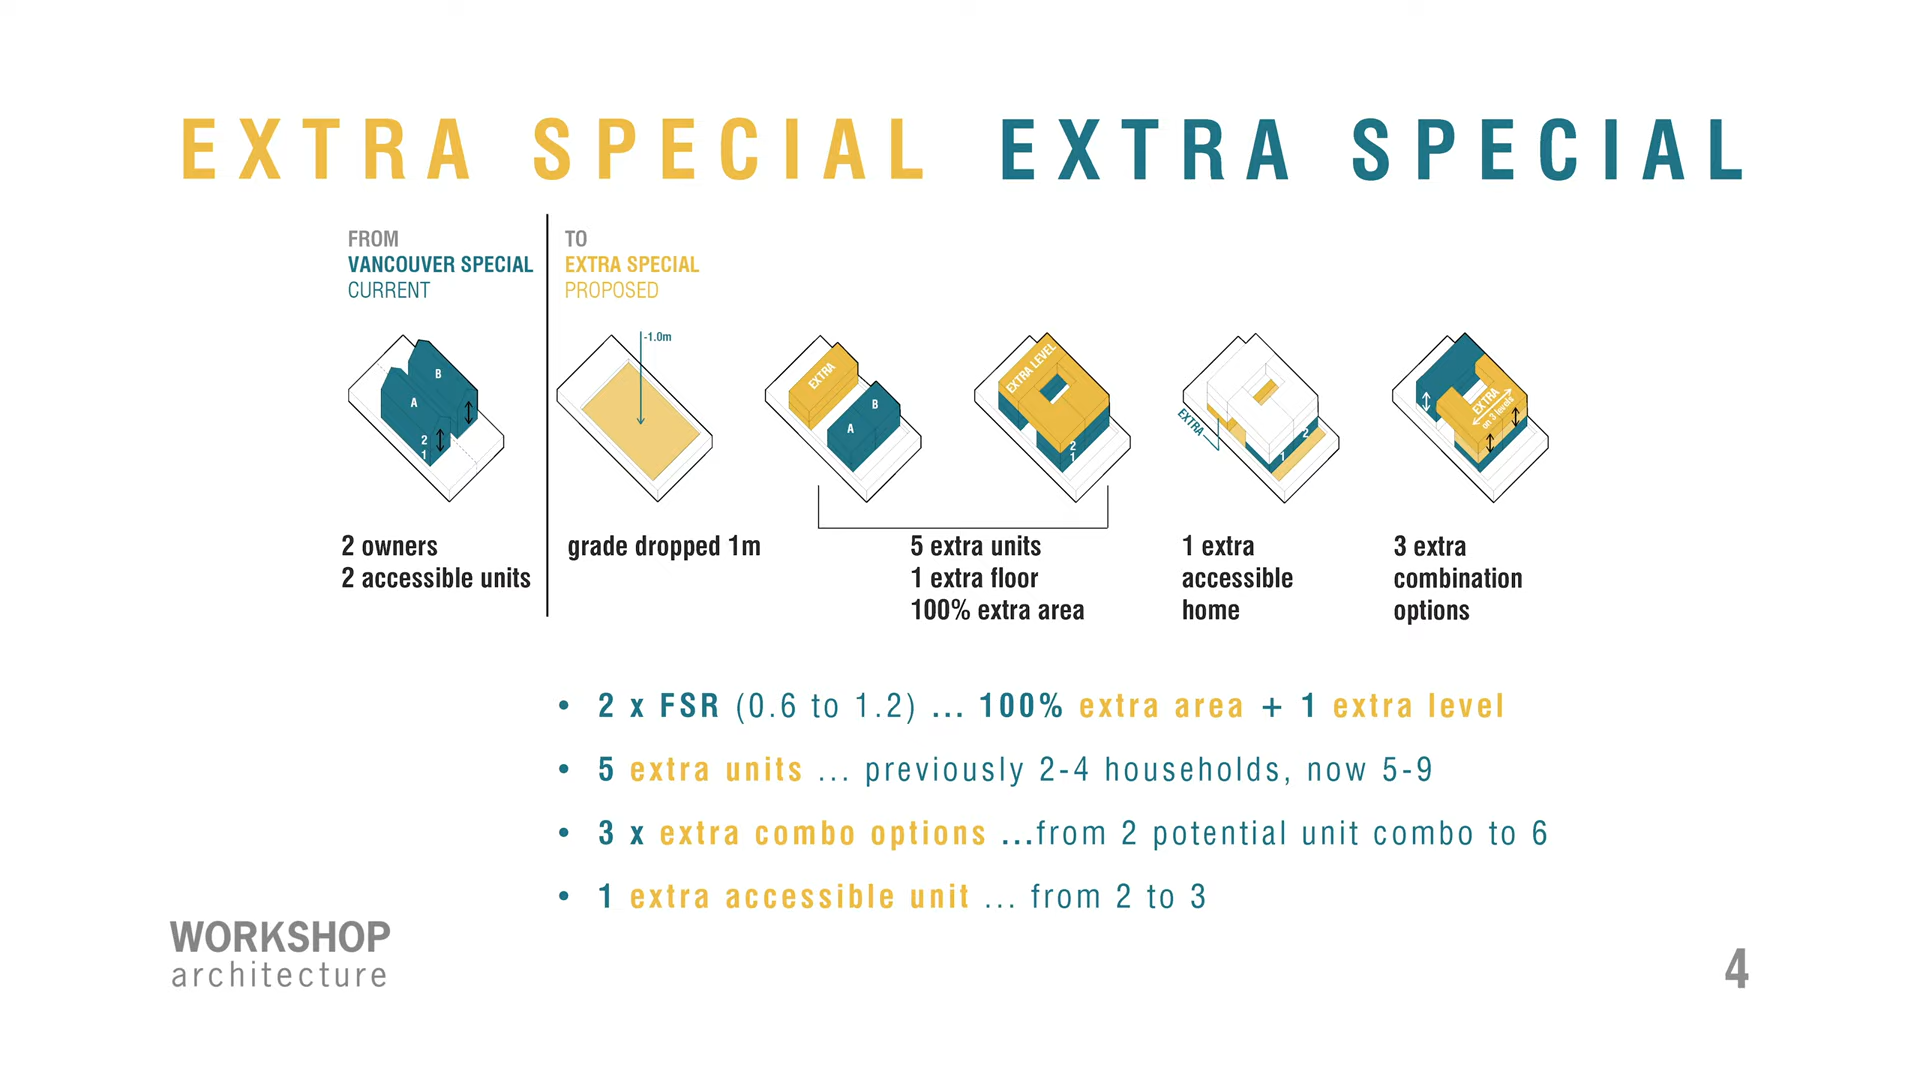 EXTRA SPECIAL EXTRA SPECIAL
FROM
VANCOUVER SPECIAL
CURRENT
TO
EXTRA SPECIAL
PROPOSED
B
A
2
1
-1.0m
EXTRA
B
A
EXTRA LEVEL
2
1
EXTRA
2
1
EXTRA
on 3 levels
2 owners
2 accessible units
grade dropped 1m
5 extra units
1 extra floor
100% extra area
1 extra
accessible
home
3 extra
combination
options
• 2 x FSR (0.6 to 1.2) ... 100% extra area + 1 extra level
• 5 extra units ... previously 2-4 households, now 5-9
• 3 x extra combo options ...from 2 potential unit combo to 6
• 1 extra accessible unit ... from 2 to 3
WORKSHOP
architecture
4